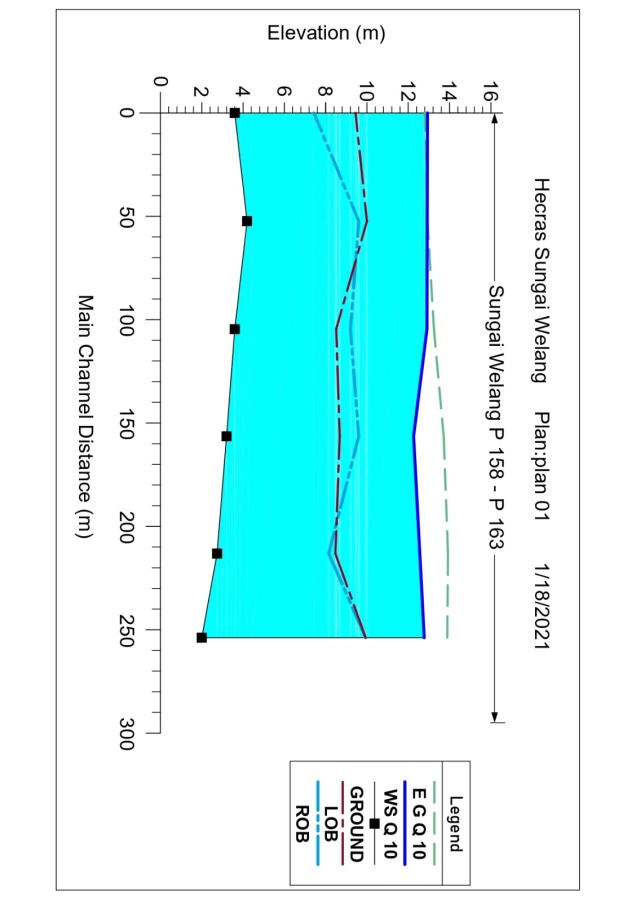 Hecras Sungai Welang Plan:plan 01 1/18/2021
Sungai Welang P 158 - P 163
Elevation (m)
16
14
12
10
8
6
4
2
0
0
50
100
150
200
250
300
Main Channel Distance (m)
Legend
E G Q 10
WS Q 10
GROUND
LOB
ROB